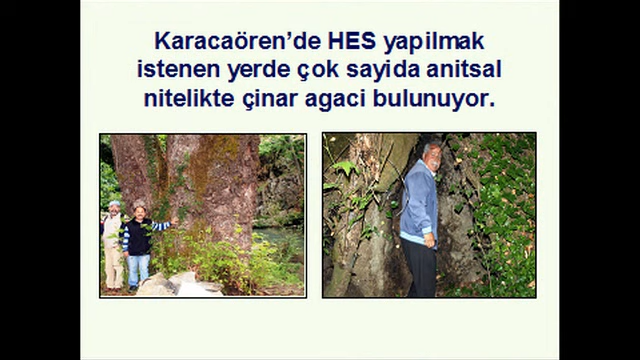 Karacaören’de HES yapilmak
istenen yerde çok sayida anitsal
nitelikte çinar agaci bulunuyor.